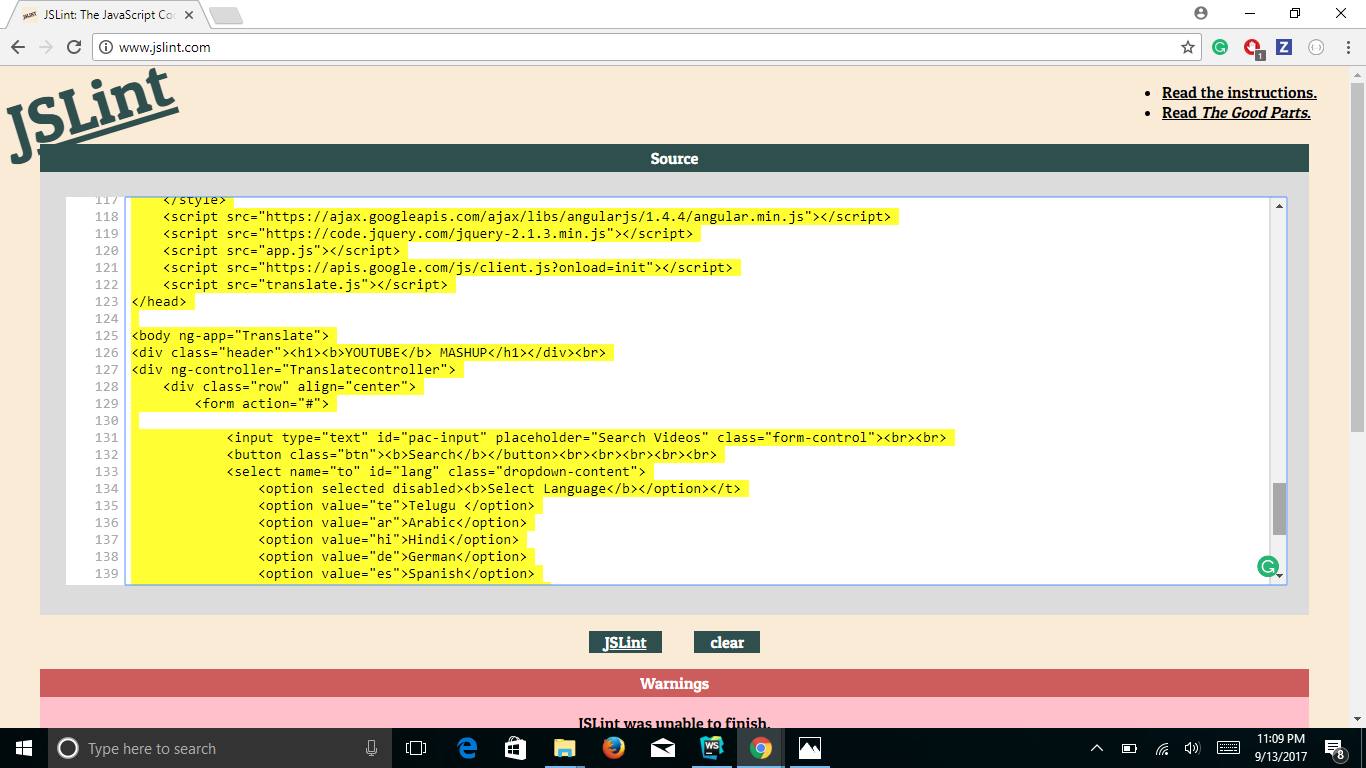 JSLint: The JavaScript Co
www.jslint.com
1
JSLint
Read the instructions.
Read The Good Parts.
Source
117     </style>
118     <script src="https://ajax.googleapis.com/ajax/libs/angularjs/1.4.4/angular.min.js"></script>
119     <script src="https://code.jquery.com/jquery-2.1.3.min.js"></script>
120     <script src="app.js"></script>
121     <script src="https://apis.google.com/js/client.js?onload=init"></script>
122     <script src="translate.js"></script>
123 </head>
124
125 <body ng-app="Translate">
126 <div class="header"><h1><b>YOUTUBE</b> MASHUP</h1></div><br>
127 <div ng-controller="Translatecontroller">
128     <div class="row" align="center">
129         <form action="#">
130
131             <input type="text" id="pac-input" placeholder="Search Videos" class="form-control"><br><br>
132             <button class="btn"><b>Search</b></button><br><br><br><br><br>
133             <select name="to" id="lang" class="dropdown-content">
134                 <option selected disabled><b>Select Language</b></option></t>
135                 <option value="te">Telugu </option>
136                 <option value="ar">Arabic</option>
137                 <option value="hi">Hindi</option>
138                 <option value="de">German</option>
139                 <option value="es">Spanish</option>
JSLint clear
Warnings
JSLint was unable to finish.
Type here to search
WS
11:09 PM
9/13/2017
8